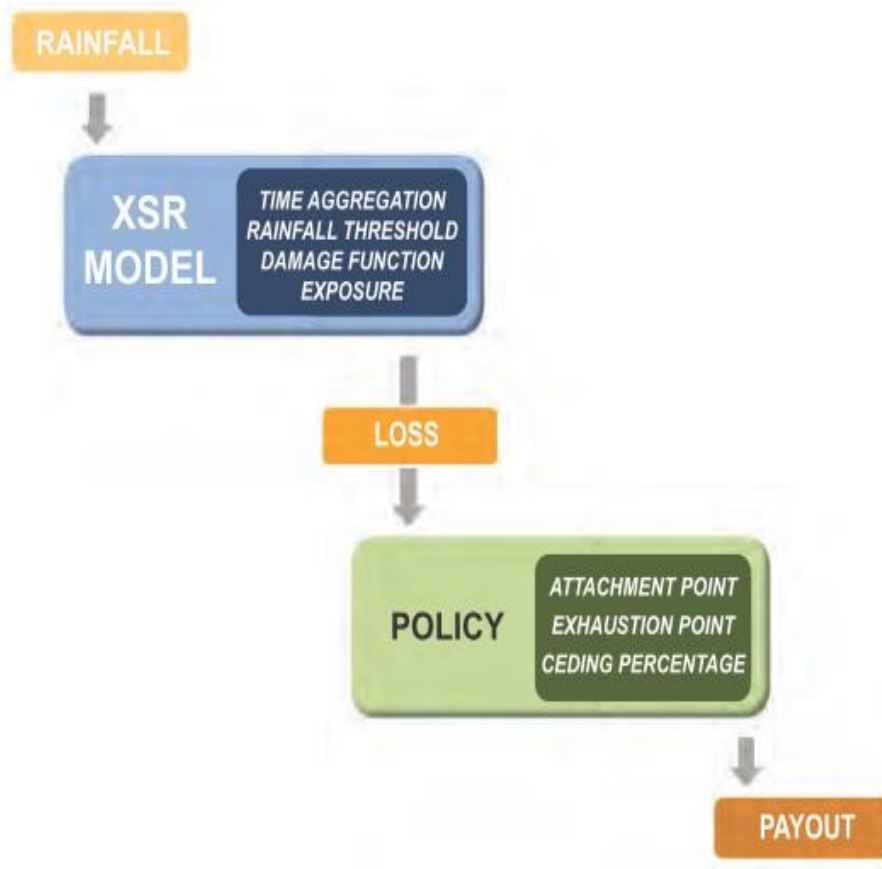 RAINFALL
XSR
MODEL
TIME AGGREGATION
RAINFALL THRESHOLD
DAMAGE FUNCTION
EXPOSURE
LOSS
POLICY
ATTACHMENT POINT
EXHAUSTION POINT
CEDING PERCENTAGE
PAYOUT